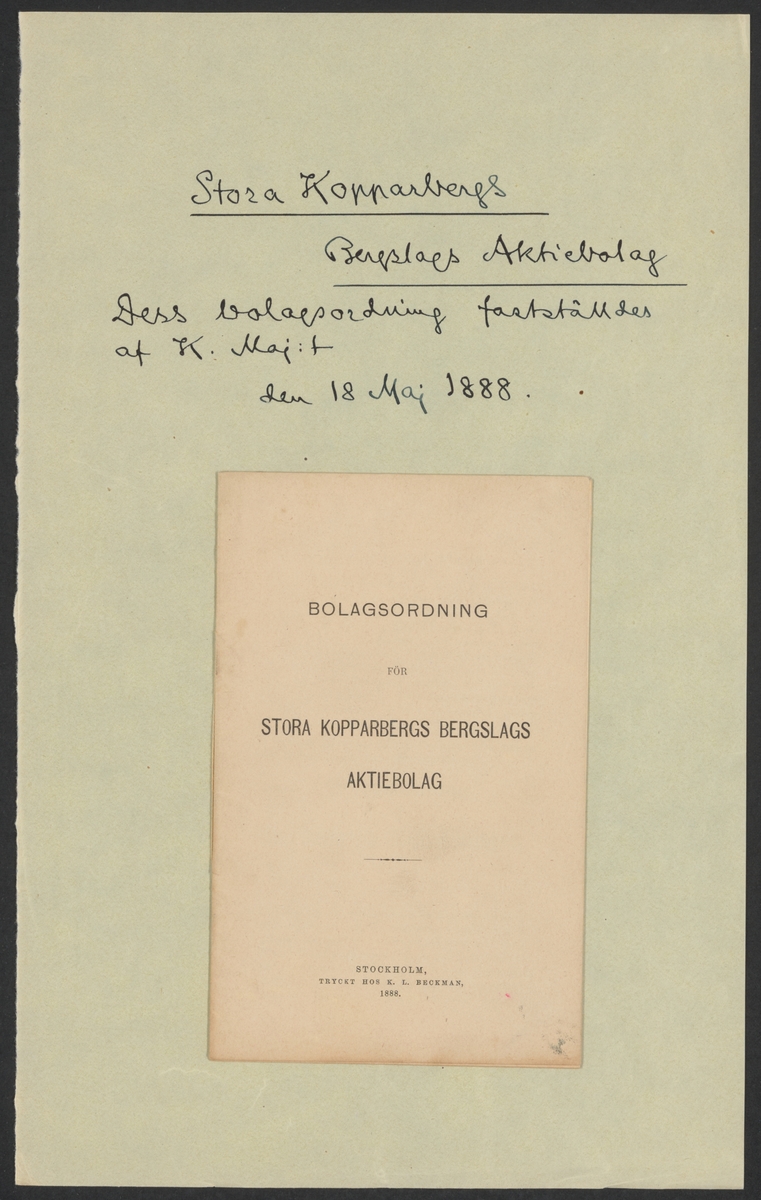 Stora Kopparbergs
Bergslags Aktiebolag
Dess bolagsordning fastställdes
af K. Maj:t
den 18 Maj 1888.
BOLAGSORDNING
FÖR
STORA KOPPARBERGS BERGSLAGS
AKTIEBOLAG
STOCKHOLM,
TRYCKT HOS K. L. BECKMAN,
1888.